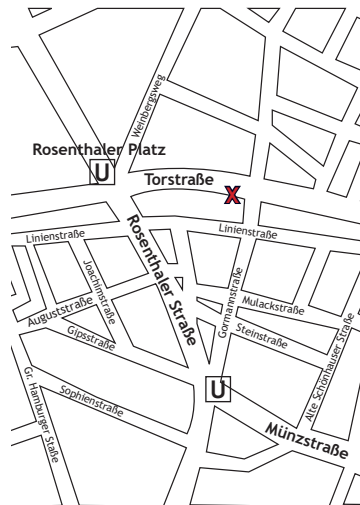 Weinbergsweg
Rosenthaler Platz
U
Torstraße
X
Linienstraße
Linienstraße
Rosenthaler Straße
Joachimstraße
Auguststraße
Gormannstraße
Mulackstraße
Steinstraße
Gipsstraße
Alte Schönhauser Straße
Gr. Hamburger Staße
Sophienstraße
U
Münzstraße